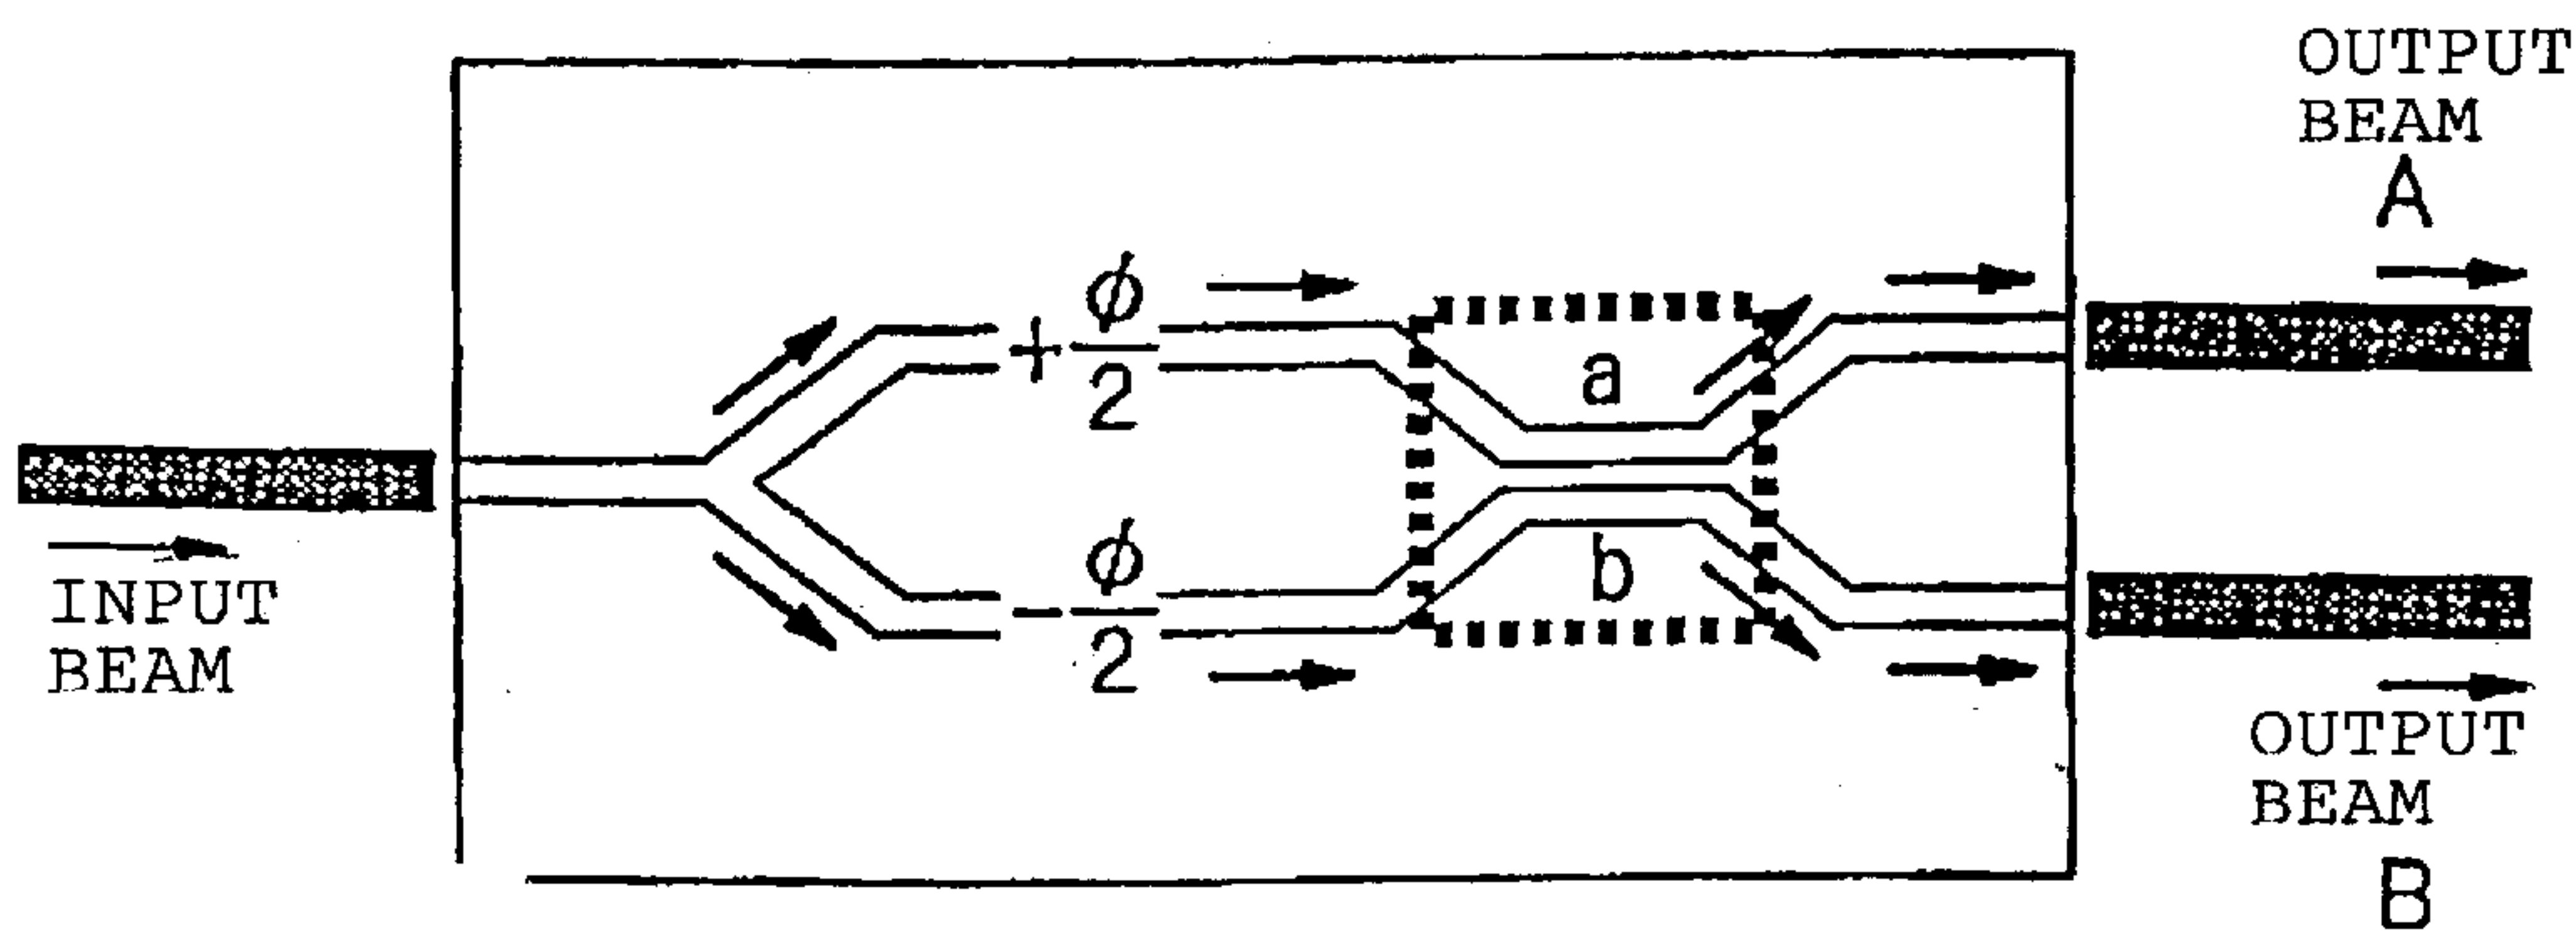 OUTPUT
BEAM
A
+ϕ/2
a
INPUT
BEAM
-ϕ/2
b
OUTPUT
BEAM
B